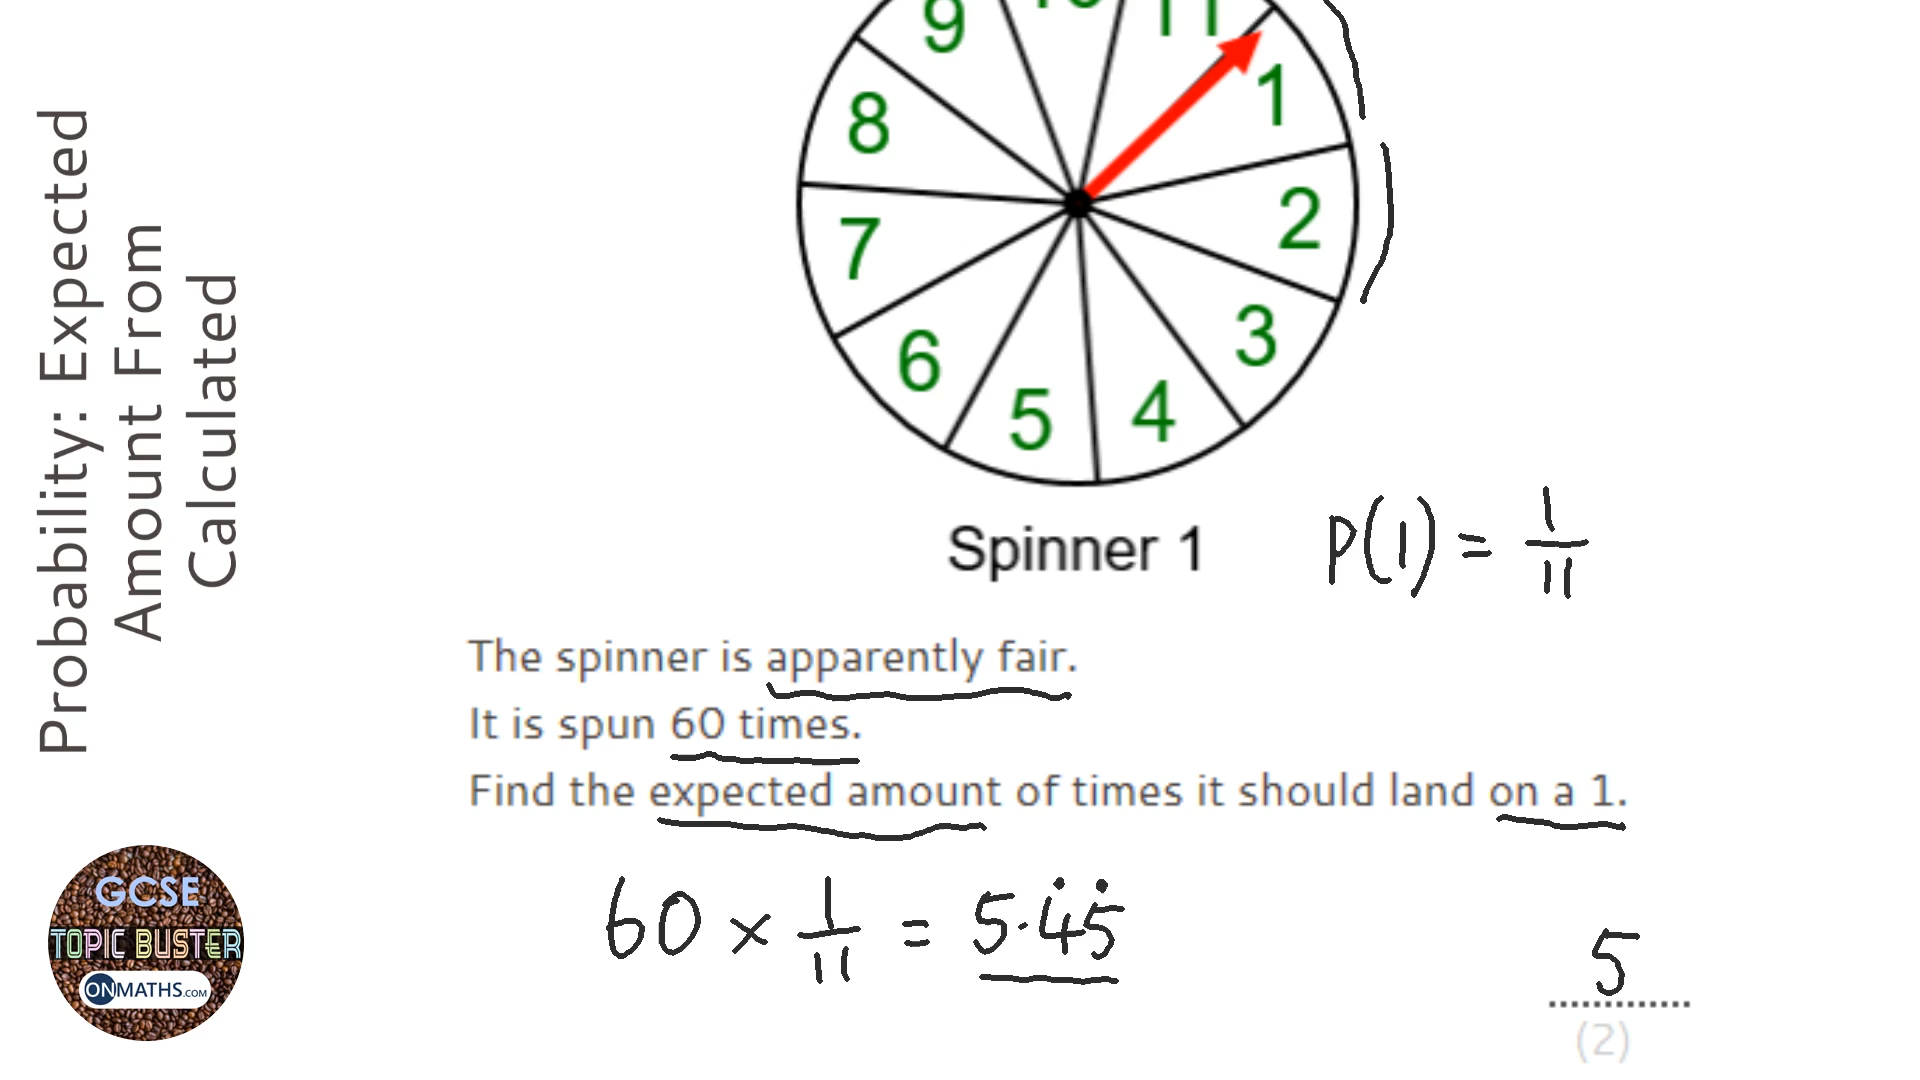 Probability: Expected
Amount From
Calculated
9
11
8
1
7
2
6
3
5
4
Spinner 1
P(1) = 1/11
The spinner is apparently fair.
It is spun 60 times.
Find the expected amount of times it should land on a 1.
60 × 1/11 = 5·4̇5̇
5
(2)
GCSE
TOPIC BUSTER
ONMATHS.COM